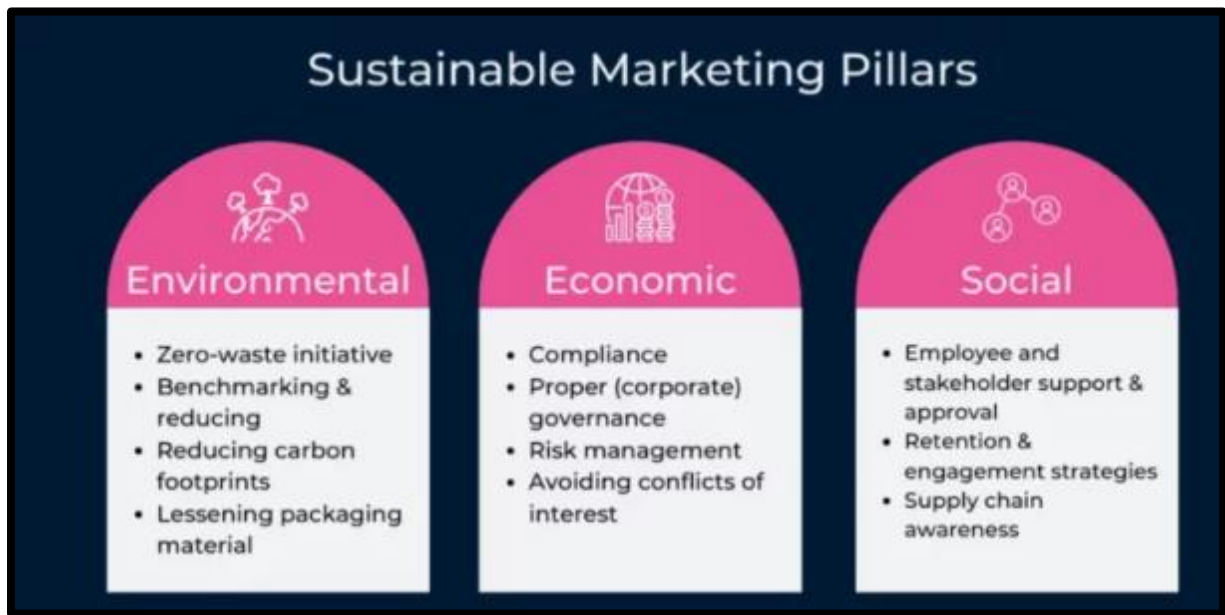 Sustainable Marketing Pillars
Environmental
• Zero-waste initiative
• Benchmarking &
reducing
• Reducing carbon
footprints
• Lessening packaging
material
Economic
• Compliance
• Proper (corporate)
governance
• Risk management
• Avoiding conflicts of
interest
Social
• Employee and
stakeholder support &
approval
• Retention &
engagement strategies
• Supply chain
awareness